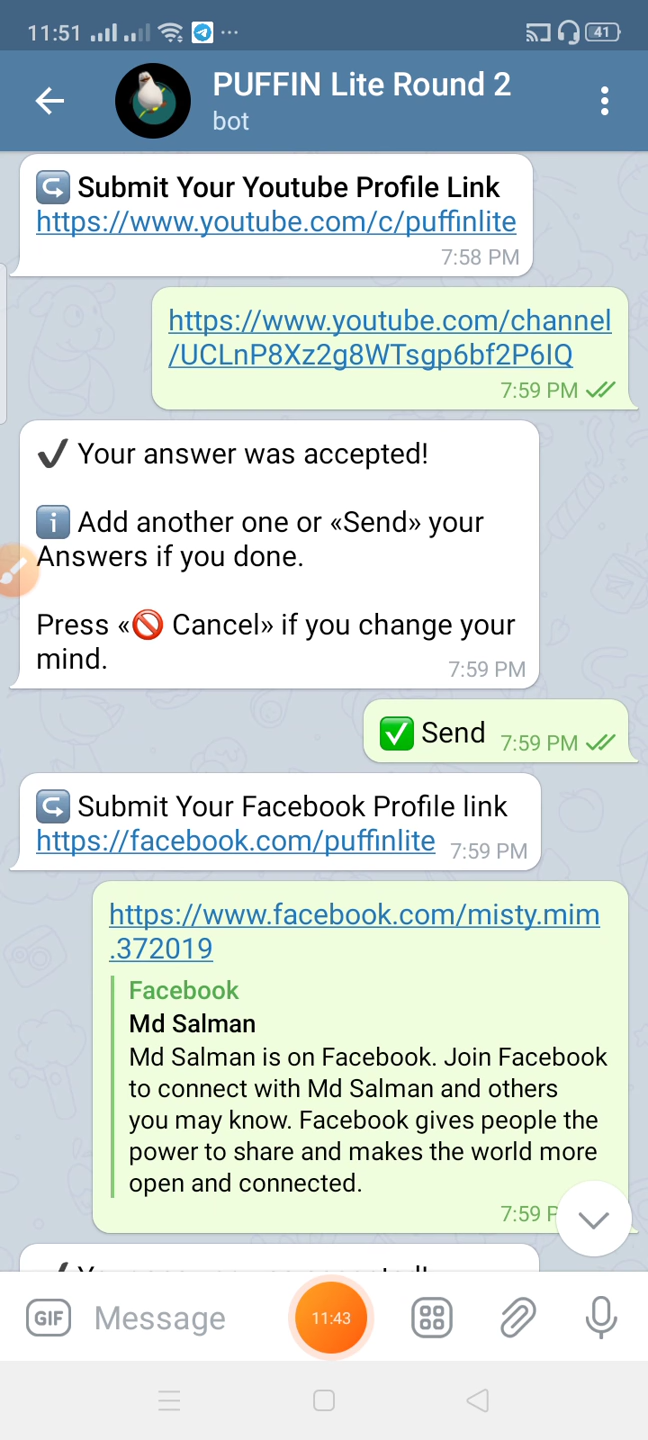 11:51
41
PUFFIN Lite Round 2
bot
Submit Your Youtube Profile Link
https://www.youtube.com/c/puffinlite
7:58 PM
https://www.youtube.com/channel
/UCLnP8Xz2g8WTsgp6bf2P6IQ
7:59 PM
Your answer was accepted!
Add another one or «Send» your
Answers if you done.
Press «🚫 Cancel» if you change your
mind.
7:59 PM
Send 7:59 PM
Submit Your Facebook Profile link
https://facebook.com/puffinlite 7:59 PM
https://www.facebook.com/misty.mim
.372019
Facebook
Md Salman
Md Salman is on Facebook. Join Facebook
to connect with Md Salman and others
you may know. Facebook gives people the
power to share and makes the world more
open and connected.
7:59 P
GIF Message 11:43